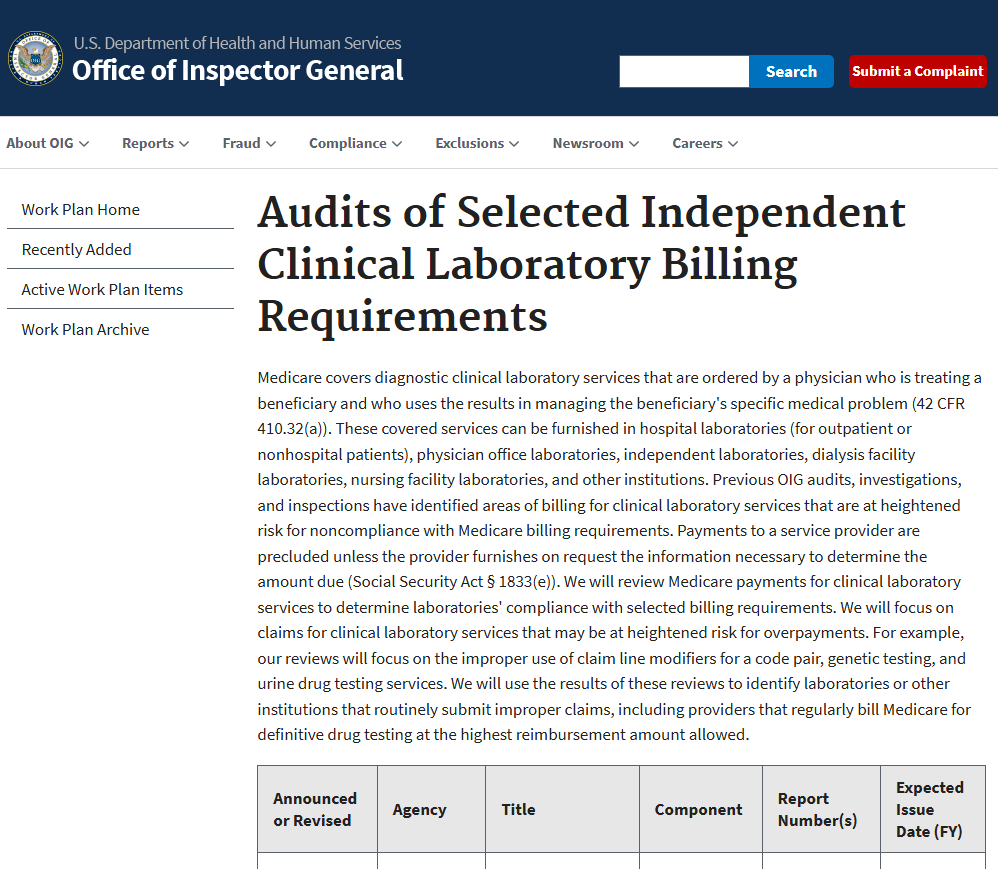 U.S. Department of Health and Human Services
Office of Inspector General
Search
Submit a Complaint
About OIG
Reports
Fraud
Compliance
Exclusions
Newsroom
Careers
Work Plan Home
Recently Added
Active Work Plan Items
Work Plan Archive
Audits of Selected Independent
Clinical Laboratory Billing
Requirements
Medicare covers diagnostic clinical laboratory services that are ordered by a physician who is treating a
beneficiary and who uses the results in managing the beneficiary's specific medical problem (42 CFR
410.32(a)). These covered services can be furnished in hospital laboratories (for outpatient or
nonhospital patients), physician office laboratories, independent laboratories, dialysis facility
laboratories, nursing facility laboratories, and other institutions. Previous OIG audits, investigations,
and inspections have identified areas of billing for clinical laboratory services that are at heightened
risk for noncompliance with Medicare billing requirements. Payments to a service provider are
precluded unless the provider furnishes on request the information necessary to determine the
amount due (Social Security Act § 1833(e)). We will review Medicare payments for clinical laboratory
services to determine laboratories' compliance with selected billing requirements. We will focus on
claims for clinical laboratory services that may be at heightened risk for overpayments. For example,
our reviews will focus on the improper use of claim line modifiers for a code pair, genetic testing, and
urine drug testing services. We will use the results of these reviews to identify laboratories or other
institutions that routinely submit improper claims, including providers that regularly bill Medicare for
definitive drug testing at the highest reimbursement amount allowed.
Announced
or Revised
Agency
Title
Component
Report
Number(s)
Expected
Issue
Date (FY)